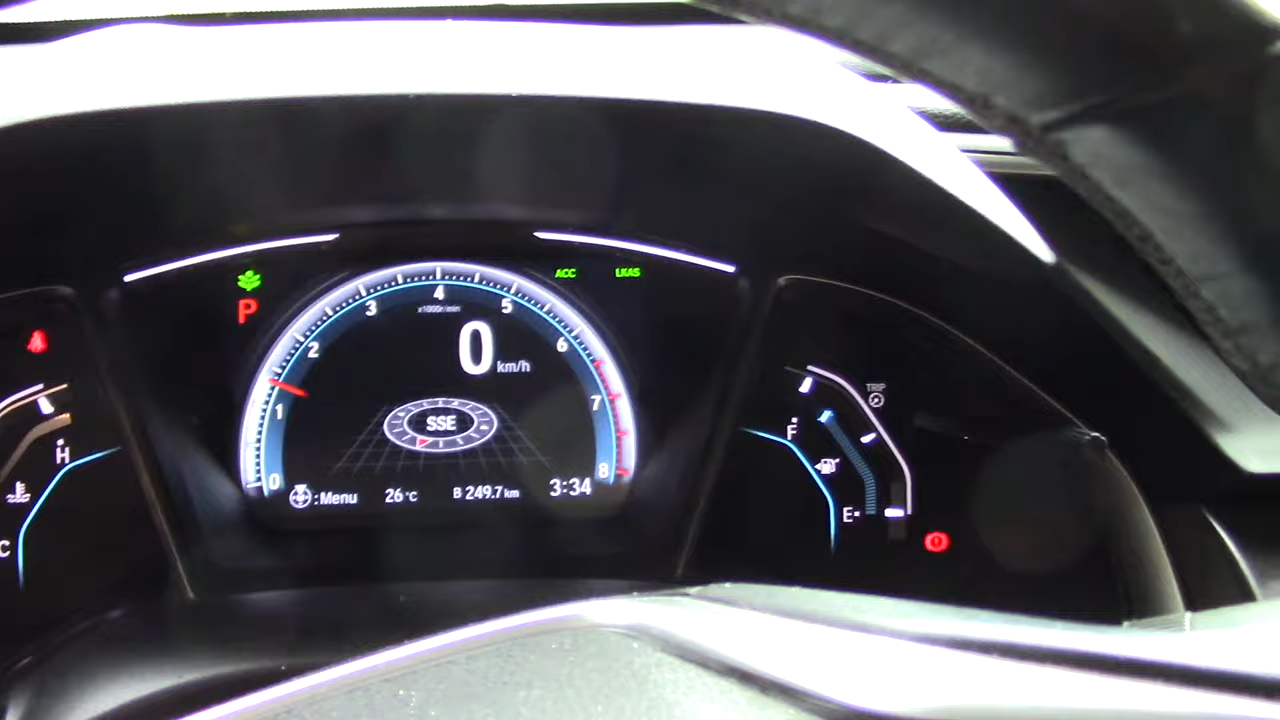 ACC
LKAS
P
4
3
5
x1000r/min
2
6
0 km/h
1
7
TRIP
SSE
F
H
0
8
:Menu
26°C
B 249.7 km
3:34
E
C